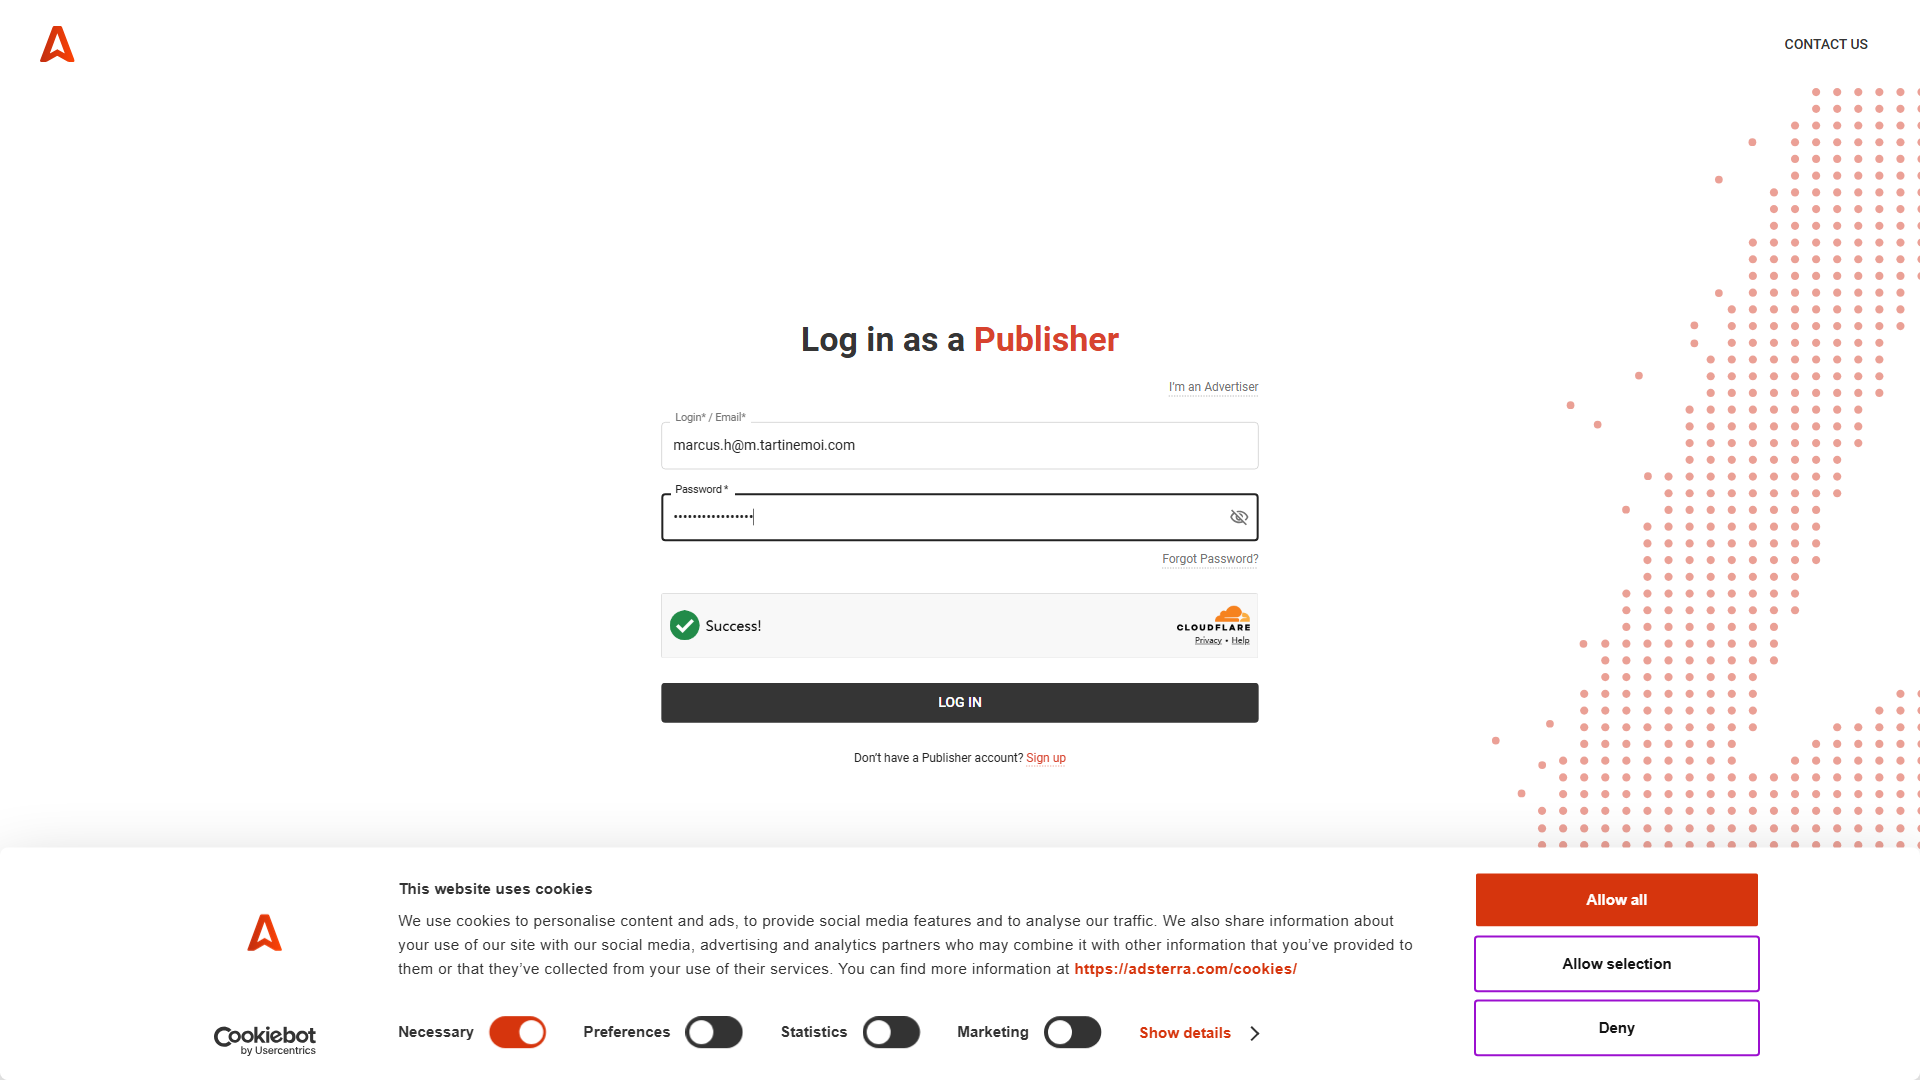 CONTACT US
Log in as a Publisher
I'm an Advertiser
Login* / Email*
marcus.h@m.tartinemoi.com
Password *
•••••••••••••••••
Forgot Password?
Success!
CLOUDFLARE
Privacy • Help
LOG IN
Don't have a Publisher account? Sign up
This website uses cookies
We use cookies to personalise content and ads, to provide social media features and to analyse our traffic. We also share information about
your use of our site with our social media, advertising and analytics partners who may combine it with other information that you've provided to
them or that they've collected from your use of their services. You can find more information at https://adsterra.com/cookies/
Allow all
Allow selection
Deny
Cookiebot
by Usercentrics
Necessary
Preferences
Statistics
Marketing
Show details